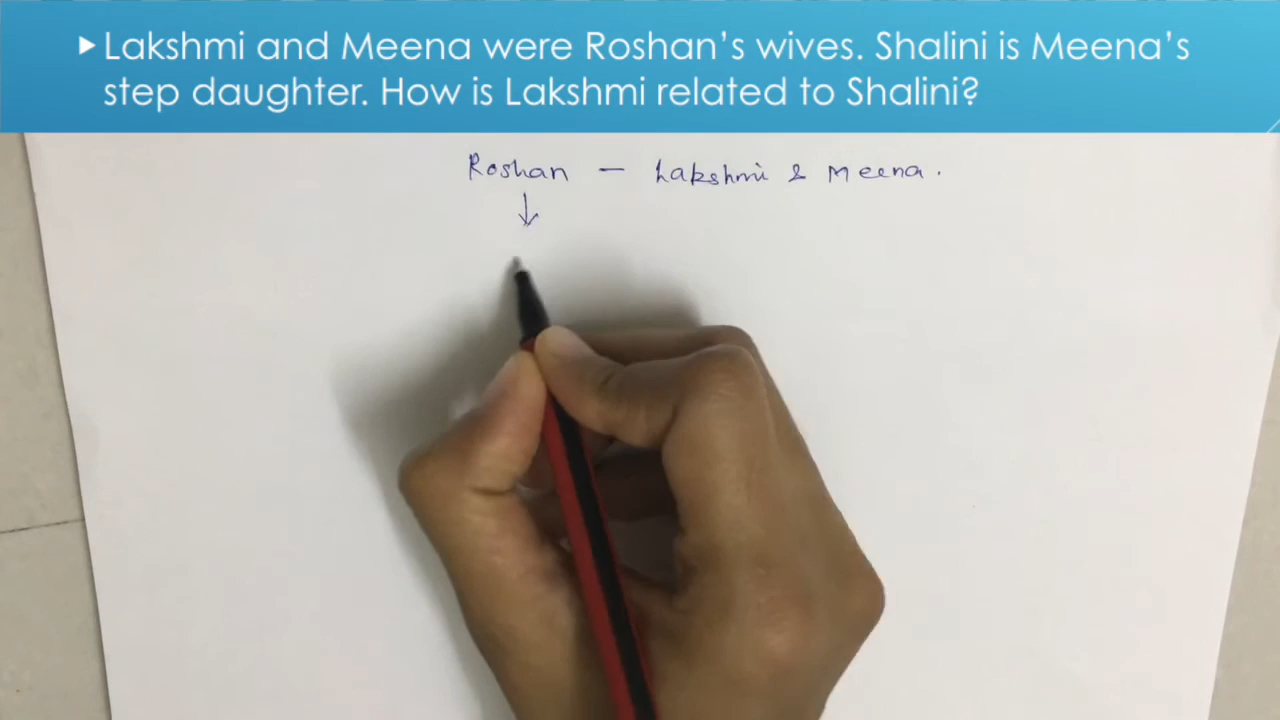 Lakshmi and Meena were Roshan’s wives. Shalini is Meena’s
step daughter. How is Lakshmi related to Shalini?
Roshan — Lakshmi & Meena.
↓